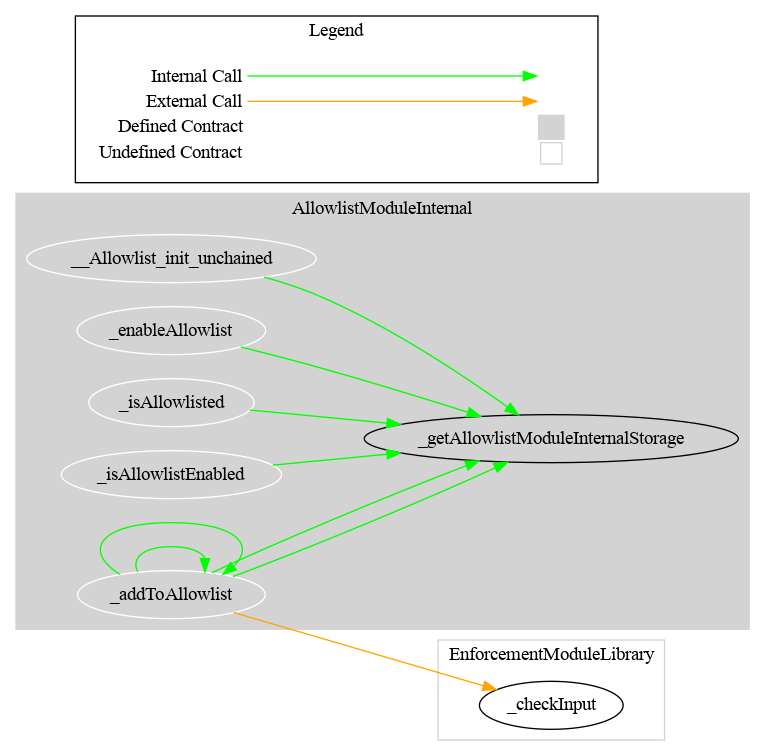 Legend
Internal Call
External Call
Defined Contract
Undefined Contract
AllowlistModuleInternal
__Allowlist_init_unchained
_enableAllowlist
_isAllowlisted
_getAllowlistModuleInternalStorage
_isAllowlistEnabled
_addToAllowlist
EnforcementModuleLibrary
_checkInput